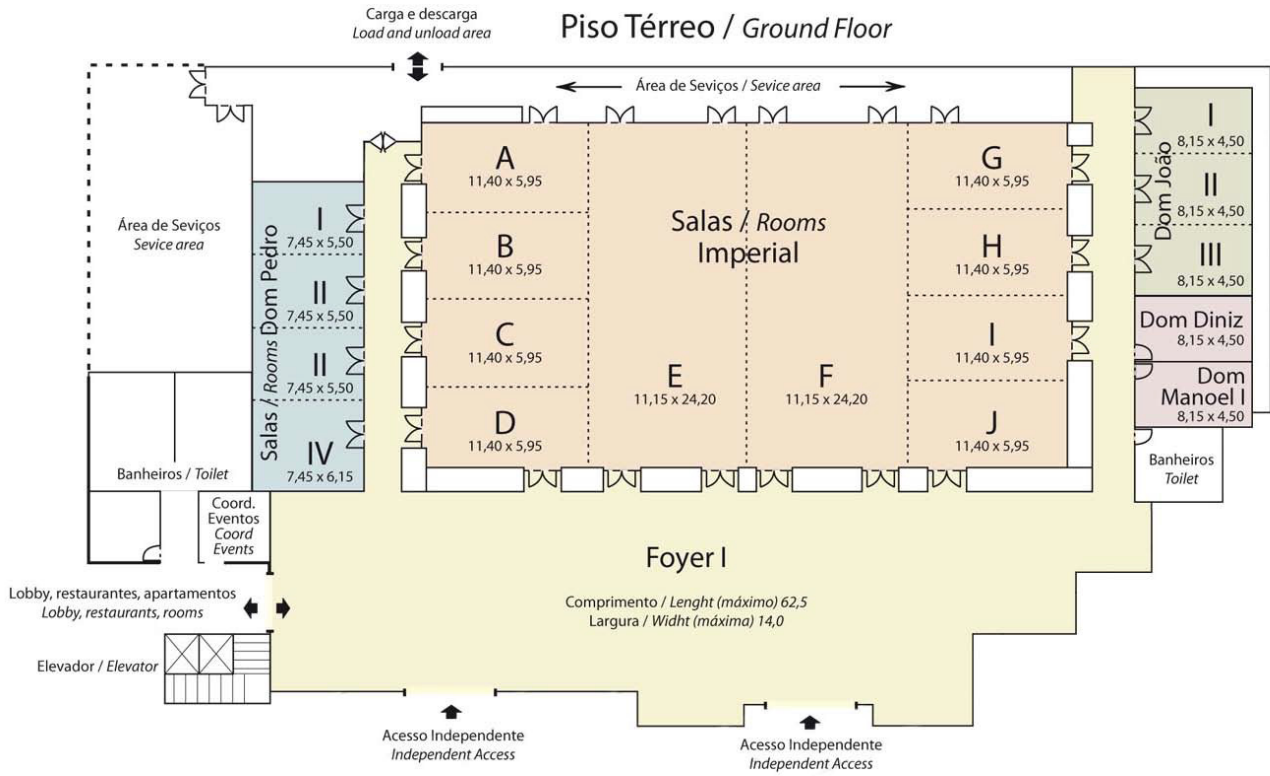 Piso Térreo / Ground Floor
Carga e descarga
Load and unload area
Área de Seviços / Sevice area
Área de Seviços
Sevice area
Salas / Rooms Dom Pedro
I
7,45 x 5,50
II
7,45 x 5,50
II
7,45 x 5,50
IV
7,45 x 6,15
Salas / Rooms
Imperial
A
11,40 x 5,95
B
11,40 x 5,95
C
11,40 x 5,95
D
11,40 x 5,95
E
11,15 x 24,20
F
11,15 x 24,20
G
11,40 x 5,95
H
11,40 x 5,95
I
11,40 x 5,95
J
11,40 x 5,95
Dom João
I
8,15 x 4,50
II
8,15 x 4,50
III
8,15 x 4,50
Dom Diniz
8,15 x 4,50
Dom
Manoel I
8,15 x 4,50
Banheiros
Toilet
Banheiros / Toilet
Coord.
Eventos
Coord
Events
Foyer I
Comprimento / Lenght (máximo) 62,5
Largura / Widht (máxima) 14,0
Lobby, restaurantes, apartamentos
Lobby, restaurants, rooms
Elevador / Elevator
Acesso Independente
Independent Access
Acesso Independente
Independent Access